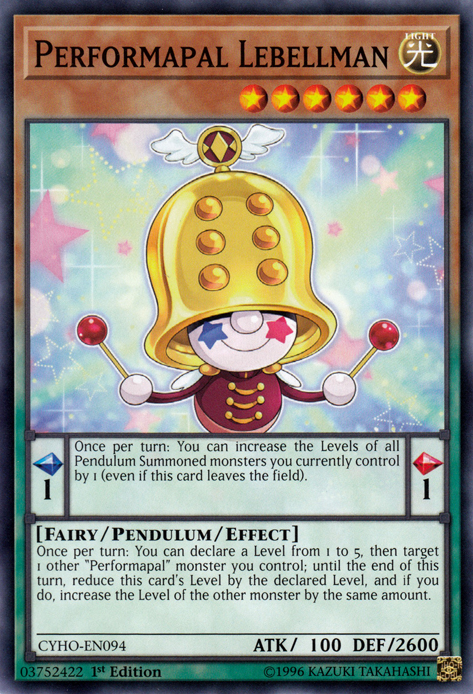 PERFORMAPAL LEBELLMAN
LIGHT
光
Once per turn: You can increase the Levels of all
Pendulum Summoned monsters you currently control
by 1 (even if this card leaves the field).
1
1
[FAIRY/PENDULUM/EFFECT]
Once per turn: You can declare a Level from 1 to 5, then target
1 other "Performapal" monster you control; until the end of this
turn, reduce this card's Level by the declared Level, and if you
do, increase the Level of the other monster by the same amount.
CYHO-EN094
ATK/ 100 DEF/2600
03752422 1st Edition
©1996 KAZUKI TAKAHASHI